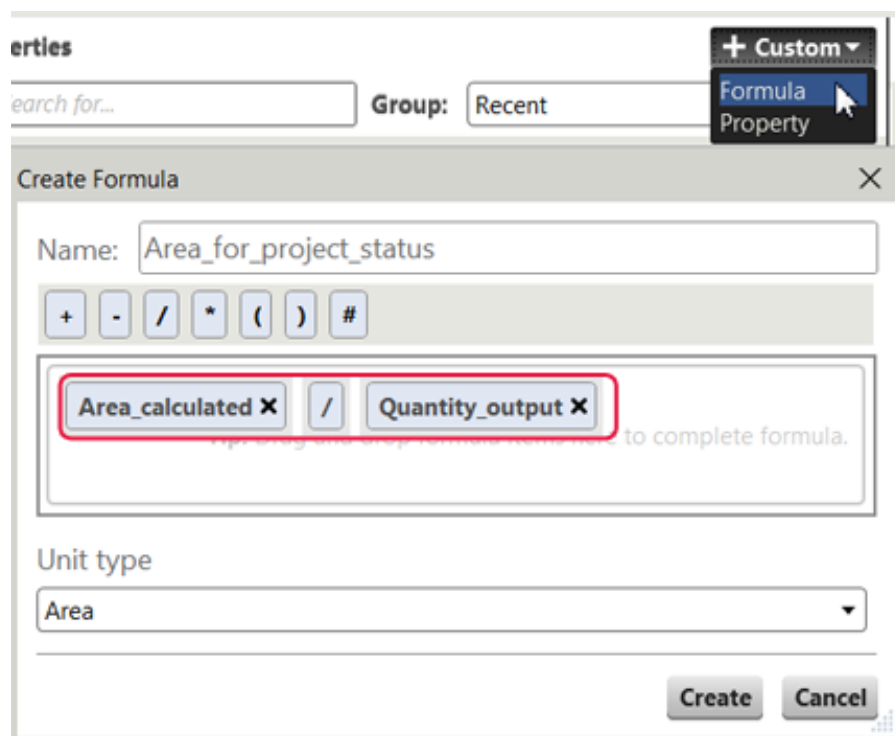 erties
+ Custom
Search for...
Group:
Recent
Formula
Property
Create Formula
Name:
Area_for_project_status
+ - / * ( ) #
Area_calculated × / Quantity_output ×
to complete formula.
Unit type
Area
Create Cancel